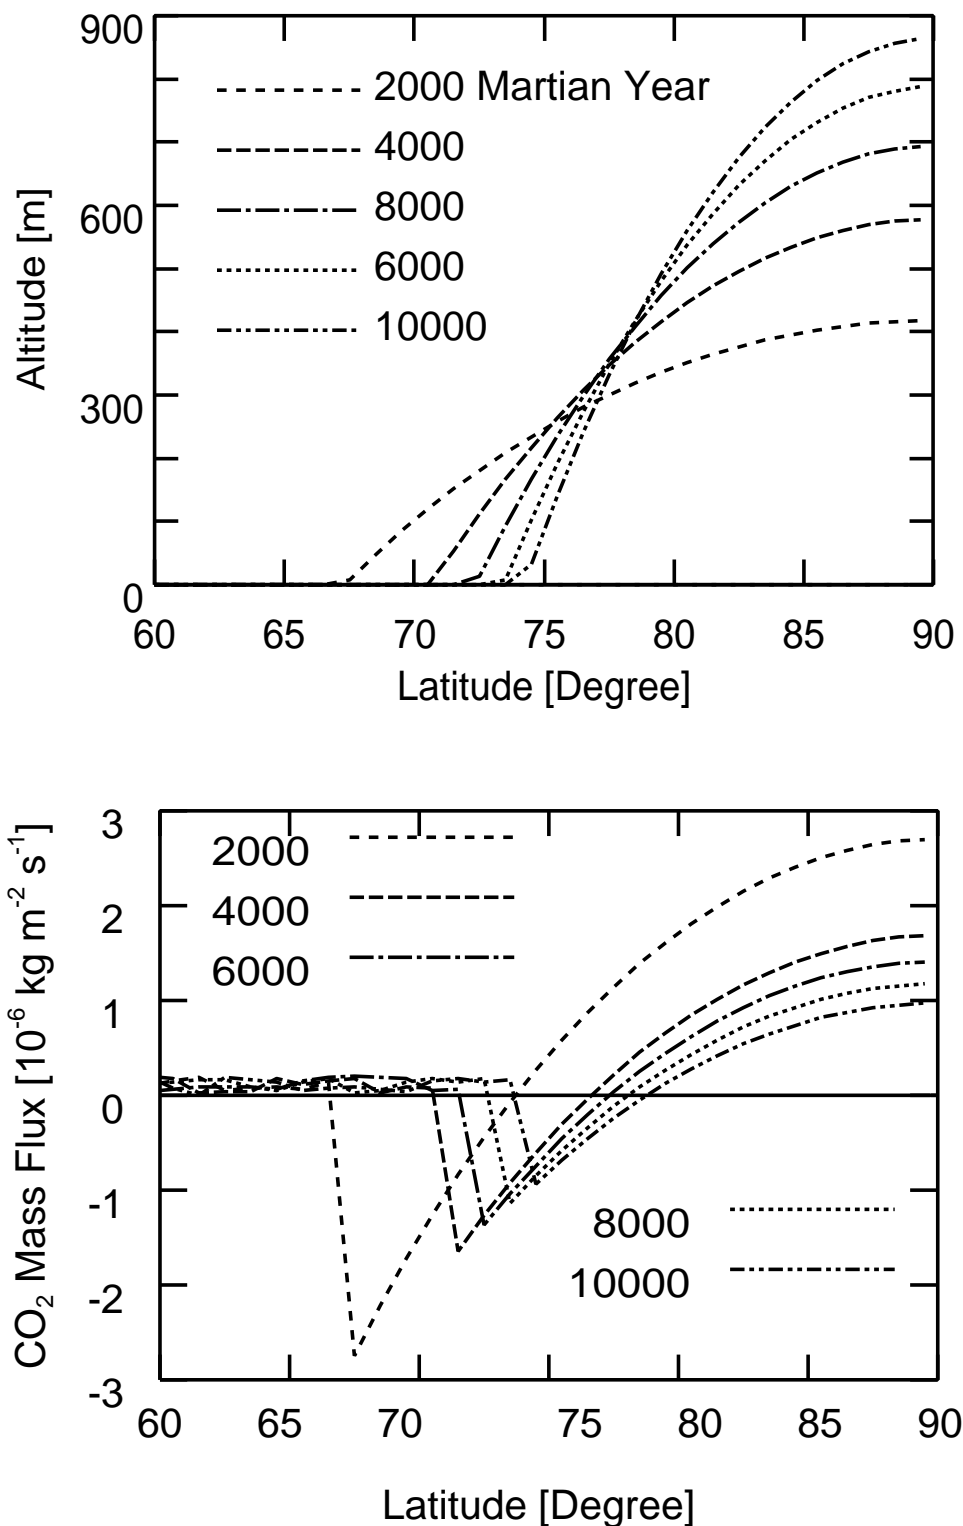 900
600
300
0
Altitude [m]
2000 Martian Year
4000
8000
6000
10000
60 65 70 75 80 85 90
Latitude [Degree]
3
2
1
0
-1
-2
-3
CO₂ Mass Flux [10⁻⁶ kg m⁻² s⁻¹]
2000
4000
6000
8000
10000
60 65 70 75 80 85 90
Latitude [Degree]